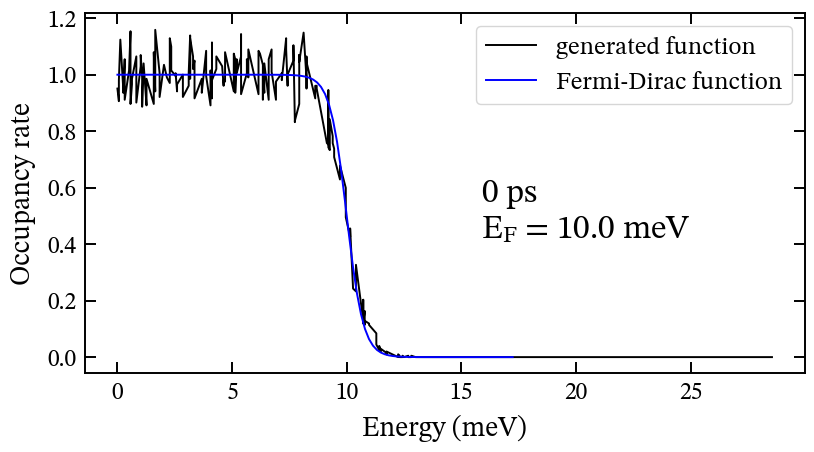 1.2
1.0
0.8
0.6
0.4
0.2
0.0
Occupancy rate
generated function
Fermi-Dirac function
0 ps
E_F = 10.0 meV
0 5 10 15 20 25
Energy (meV)